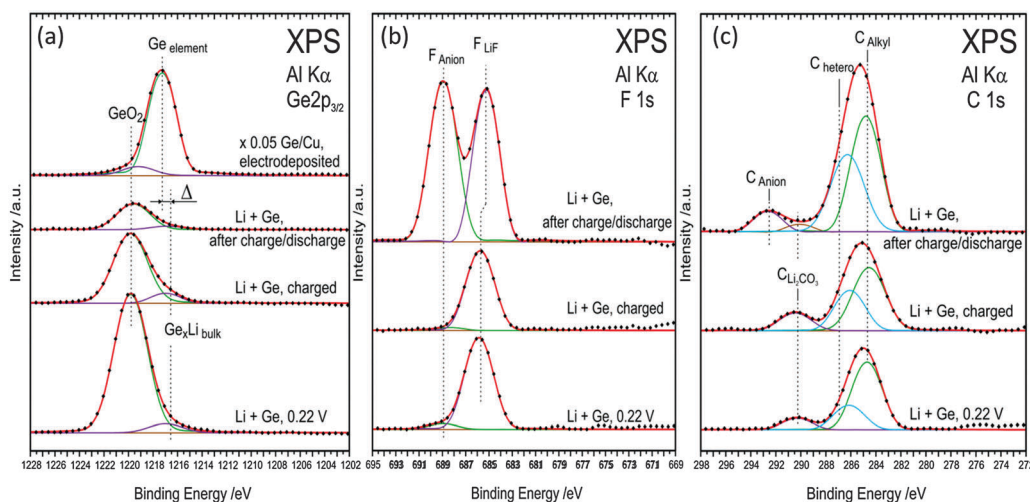 (a)
Ge element
XPS
Al Kα
Ge2p3/2
GeO2
x 0.05 Ge/Cu,
electrodeposited
Δ
Li + Ge,
after charge/discharge
Li + Ge, charged
GexLi bulk
Li + Ge, 0.22 V
Intensity /a.u.
1228 1226 1224 1222 1220 1218 1216 1214 1212 1210 1208 1206 1204 1202
Binding Energy /eV
(b)
F Anion
F LiF
XPS
Al Kα
F 1s
Li + Ge,
after charge/discharge
Li + Ge, charged
Li + Ge, 0.22 V
Intensity /a.u.
695 693 691 689 687 685 683 681 679 677 675 673 671 669
Binding Energy /eV
(c)
C Alkyl
C hetero
XPS
Al Kα
C 1s
C Anion
Li + Ge,
after charge/discharge
C Li2CO3
Li + Ge, charged
Li + Ge, 0.22 V
Intensity /a.u.
298 296 294 292 290 288 286 284 282 280 278 276 274 272
Binding Energy /eV